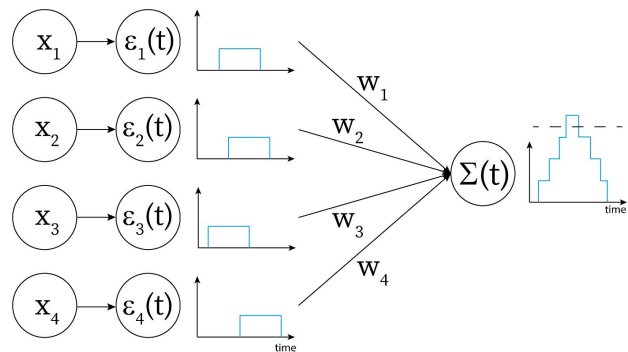 x₁ ε₁(t)
w₁
x₂ ε₂(t) w₂
Σ(t)
time
x₃ ε₃(t) w₃
w₄
x₄ ε₄(t)
time